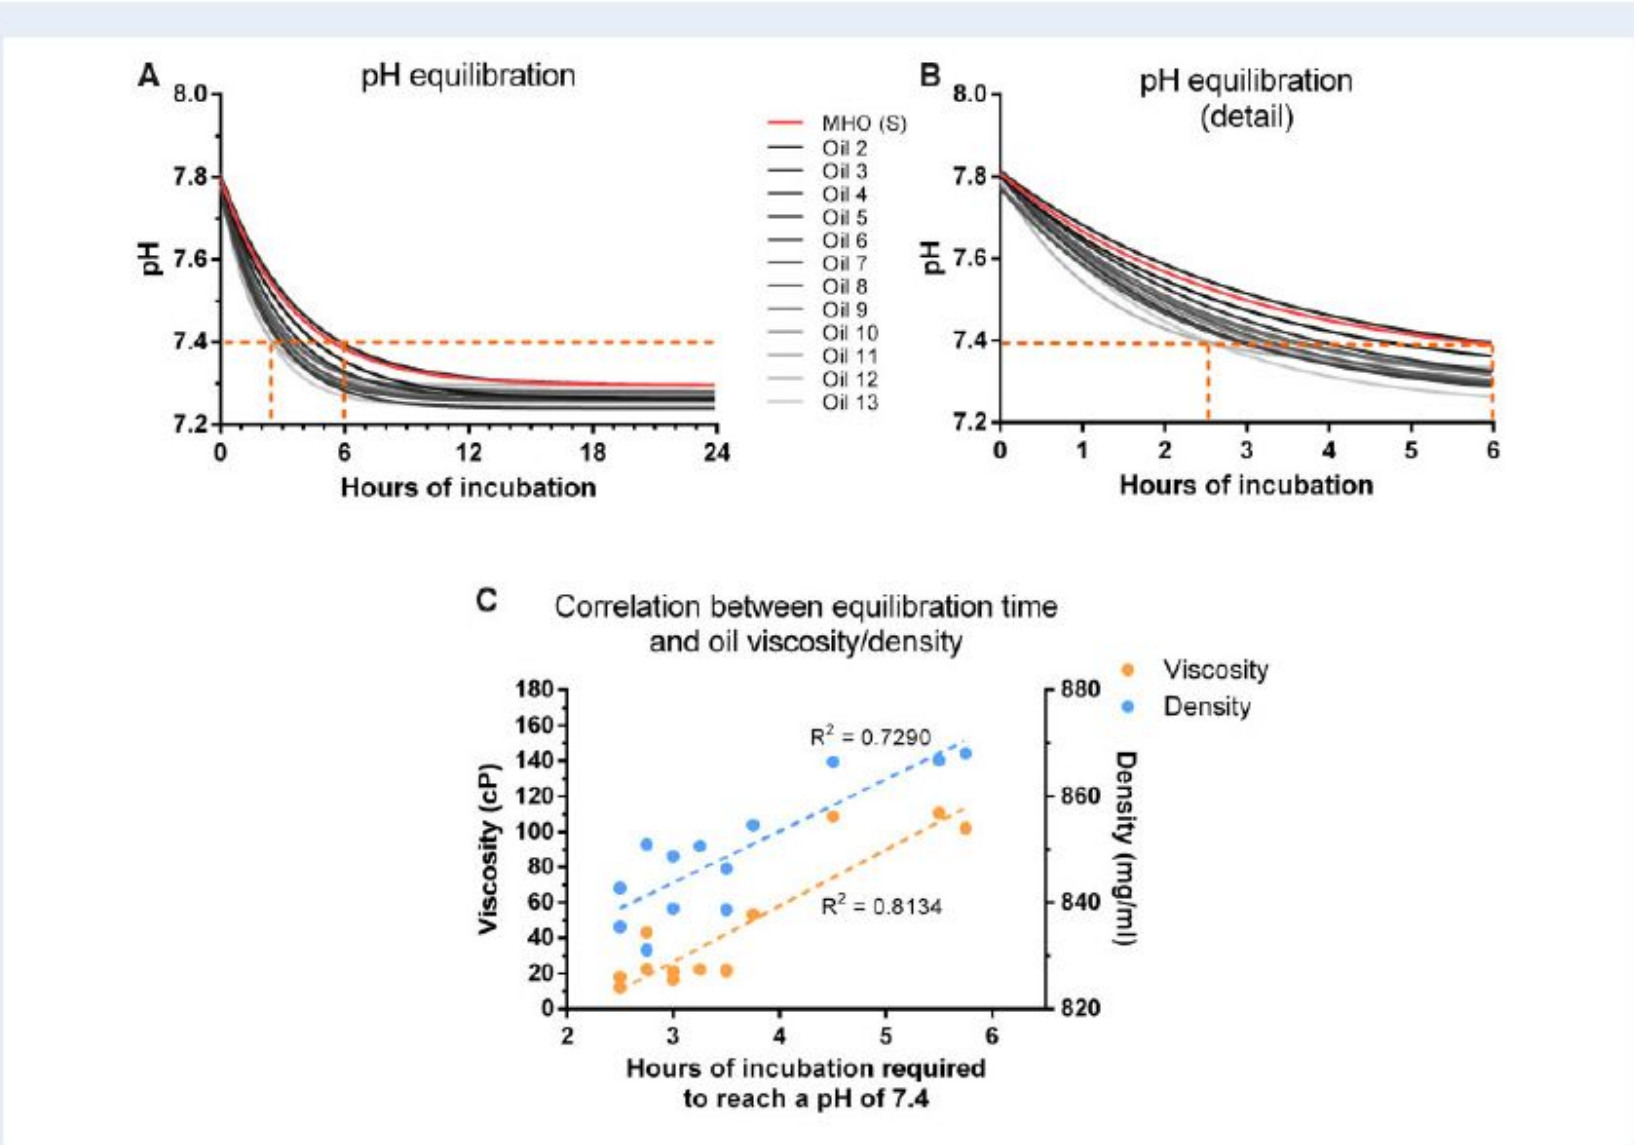 A
pH equilibration
8.0
7.8
7.6
7.4
7.2
pH
0 6 12 18 24
Hours of incubation
MHO (S)
Oil 2
Oil 3
Oil 4
Oil 5
Oil 6
Oil 7
Oil 8
Oil 9
Oil 10
Oil 11
Oil 12
Oil 13
B
pH equilibration
(detail)
8.0
7.8
7.6
7.4
7.2
pH
0 1 2 3 4 5 6
Hours of incubation
C
Correlation between equilibration time
and oil viscosity/density
Viscosity
Density
180
160
140
120
100
80
60
40
20
0
Viscosity (cP)
R² = 0.7290
R² = 0.8134
880
860
840
820
Density (mg/ml)
2 3 4 5 6
Hours of incubation required
to reach a pH of 7.4